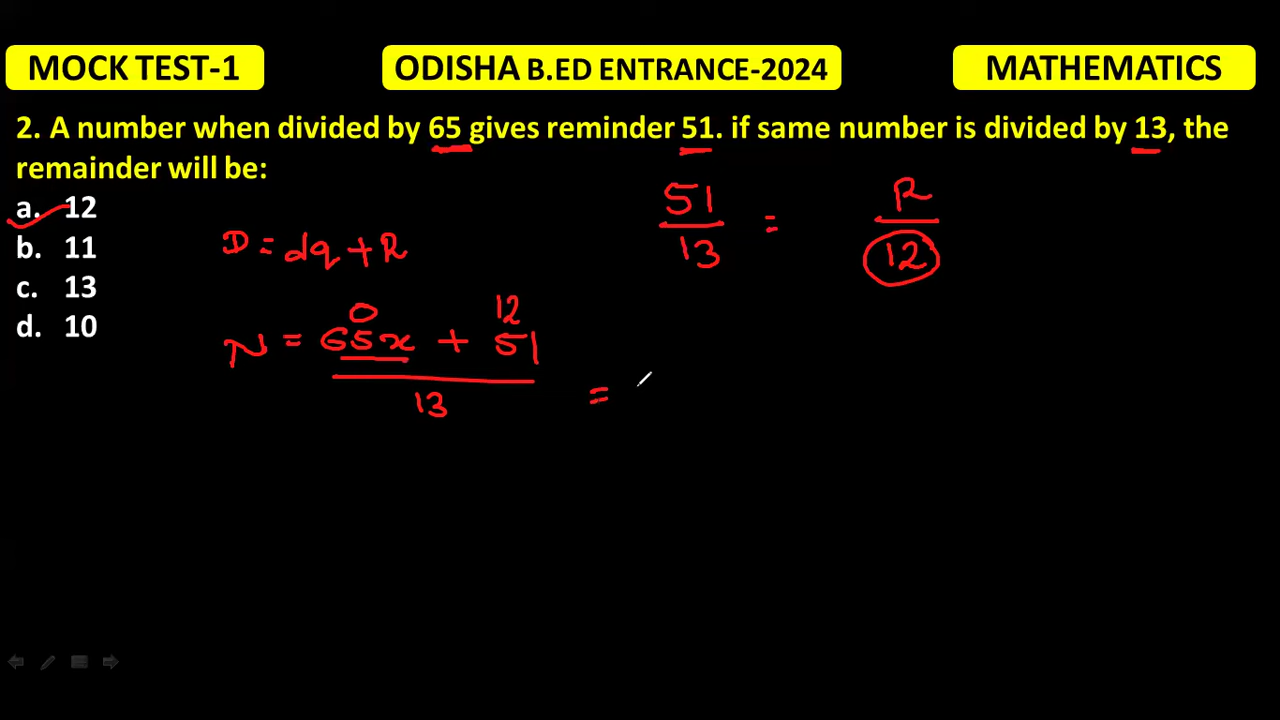 MOCK TEST-1
ODISHA B.ED ENTRANCE-2024
MATHEMATICS
2. A number when divided by 65 gives reminder 51. if same number is divided by 13, the
remainder will be:
a. 12
b. 11
c. 13
d. 10
51/13 = R/12
D = dq + R
0 12
N = 65x + 51
13 =